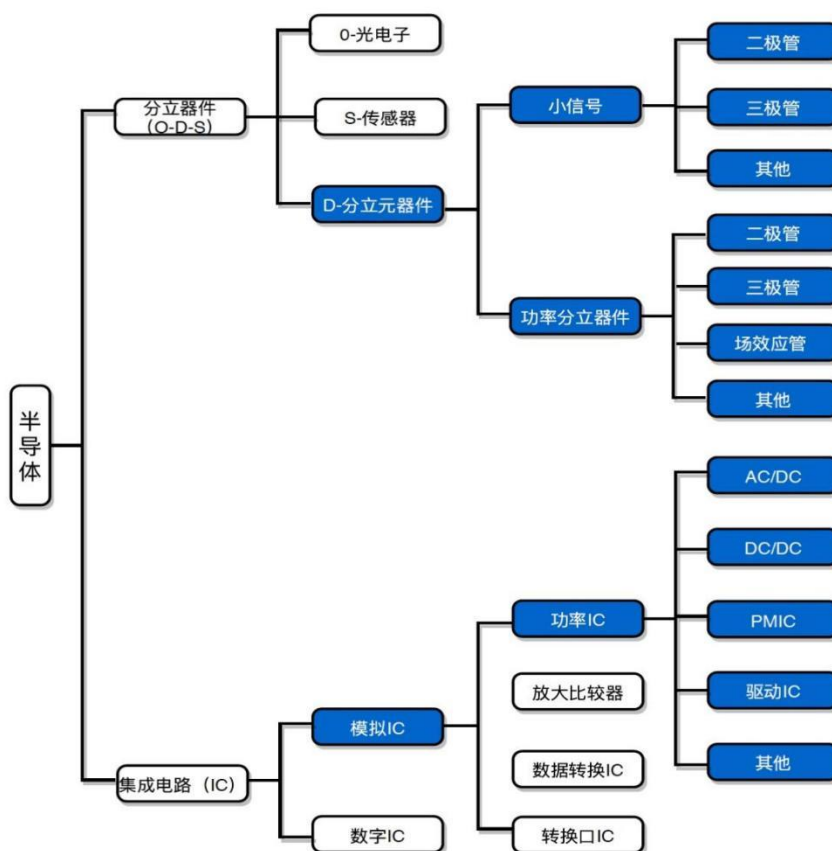 0-光电子
二极管
分立器件
(O-D-S)
小信号
三极管
S-传感器
其他
D-分立元器件
二极管
三极管
功率分立器件
场效应管
其他
半
导
体
AC/DC
DC/DC
功率IC
PMIC
放大比较器
驱动IC
模拟IC
数据转换IC
其他
集成电路（IC）
数字IC
转换口IC